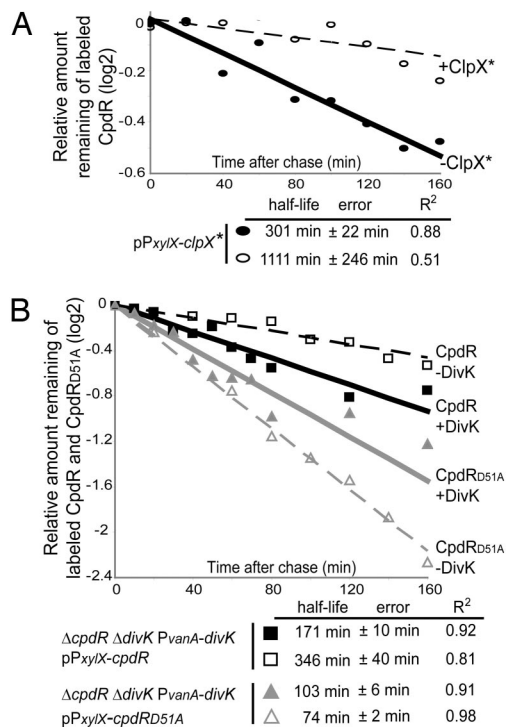 A
Relative amount
remaining of labeled
CpdR (log2)
0
-0.2
-0.4
-0.6
+ClpX*
-ClpX*
Time after chase (min)
0 40 80 120 160
half-life error R²
pPxylX-clpX*
301 min ± 22 min 0.88
1111 min ± 246 min 0.51
B
Relative amount remaining of
labeled CpdR and CpdRD51A (log2)
0
-0.4
-0.8
-1.2
-1.6
-2
-2.4
CpdR
-DivK
CpdR
+DivK
CpdRD51A
+DivK
CpdRD51A
-DivK
Time after chase (min)
0 40 80 120 160
half-life error R²
ΔcpdR ΔdivK PvanA-divK
pPxylX-cpdR
171 min ± 10 min 0.92
346 min ± 40 min 0.81
ΔcpdR ΔdivK PvanA-divK
pPxylX-cpdRD51A
103 min ± 6 min 0.91
74 min ± 2 min 0.98